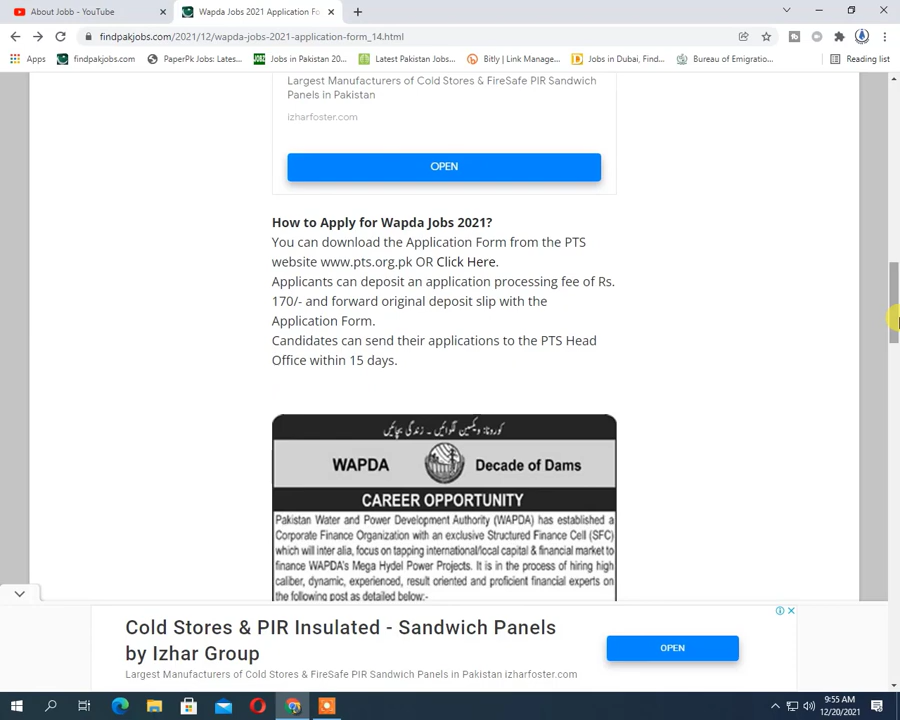 About Jobb - YouTube
Wapda Jobs 2021 Application Fo
findpakjobs.com/2021/12/wapda-jobs-2021-application-form_14.html
Apps
findpakjobs.com
PaperPk Jobs: Lates...
Jobs in Pakistan 20...
Latest Pakistan Jobs...
Bitly | Link Manage...
Jobs in Dubai, Find...
Bureau of Emigratio...
Reading list
Largest Manufacturers of Cold Stores & FireSafe PIR Sandwich
Panels in Pakistan
izharfoster.com
OPEN
How to Apply for Wapda Jobs 2021?
You can download the Application Form from the PTS
website www.pts.org.pk OR Click Here.
Applicants can deposit an application processing fee of Rs.
170/- and forward original deposit slip with the
Application Form.
Candidates can send their applications to the PTS Head
Office within 15 days.
کورونا: ویکسین لگوائیں ۔ زندگی بچائیں
WAPDA
Decade of Dams
CAREER OPPORTUNITY
Pakistan Water and Power Development Authority (WAPDA) has established a
Corporate Finance Organization with an exclusive Structured Finance Cell (SFC)
which will inter alia, focus on tapping international/local capital & financial market to
finance WAPDA's Mega Hydel Power Projects. It is in the process of hiring high
caliber, dynamic, experienced, result oriented and proficient financial experts on
the following post as detailed below:-
Cold Stores & PIR Insulated - Sandwich Panels
by Izhar Group
Largest Manufacturers of Cold Stores & FireSafe PIR Sandwich Panels in Pakistan izharfoster.com
OPEN
9:55 AM
12/20/2021